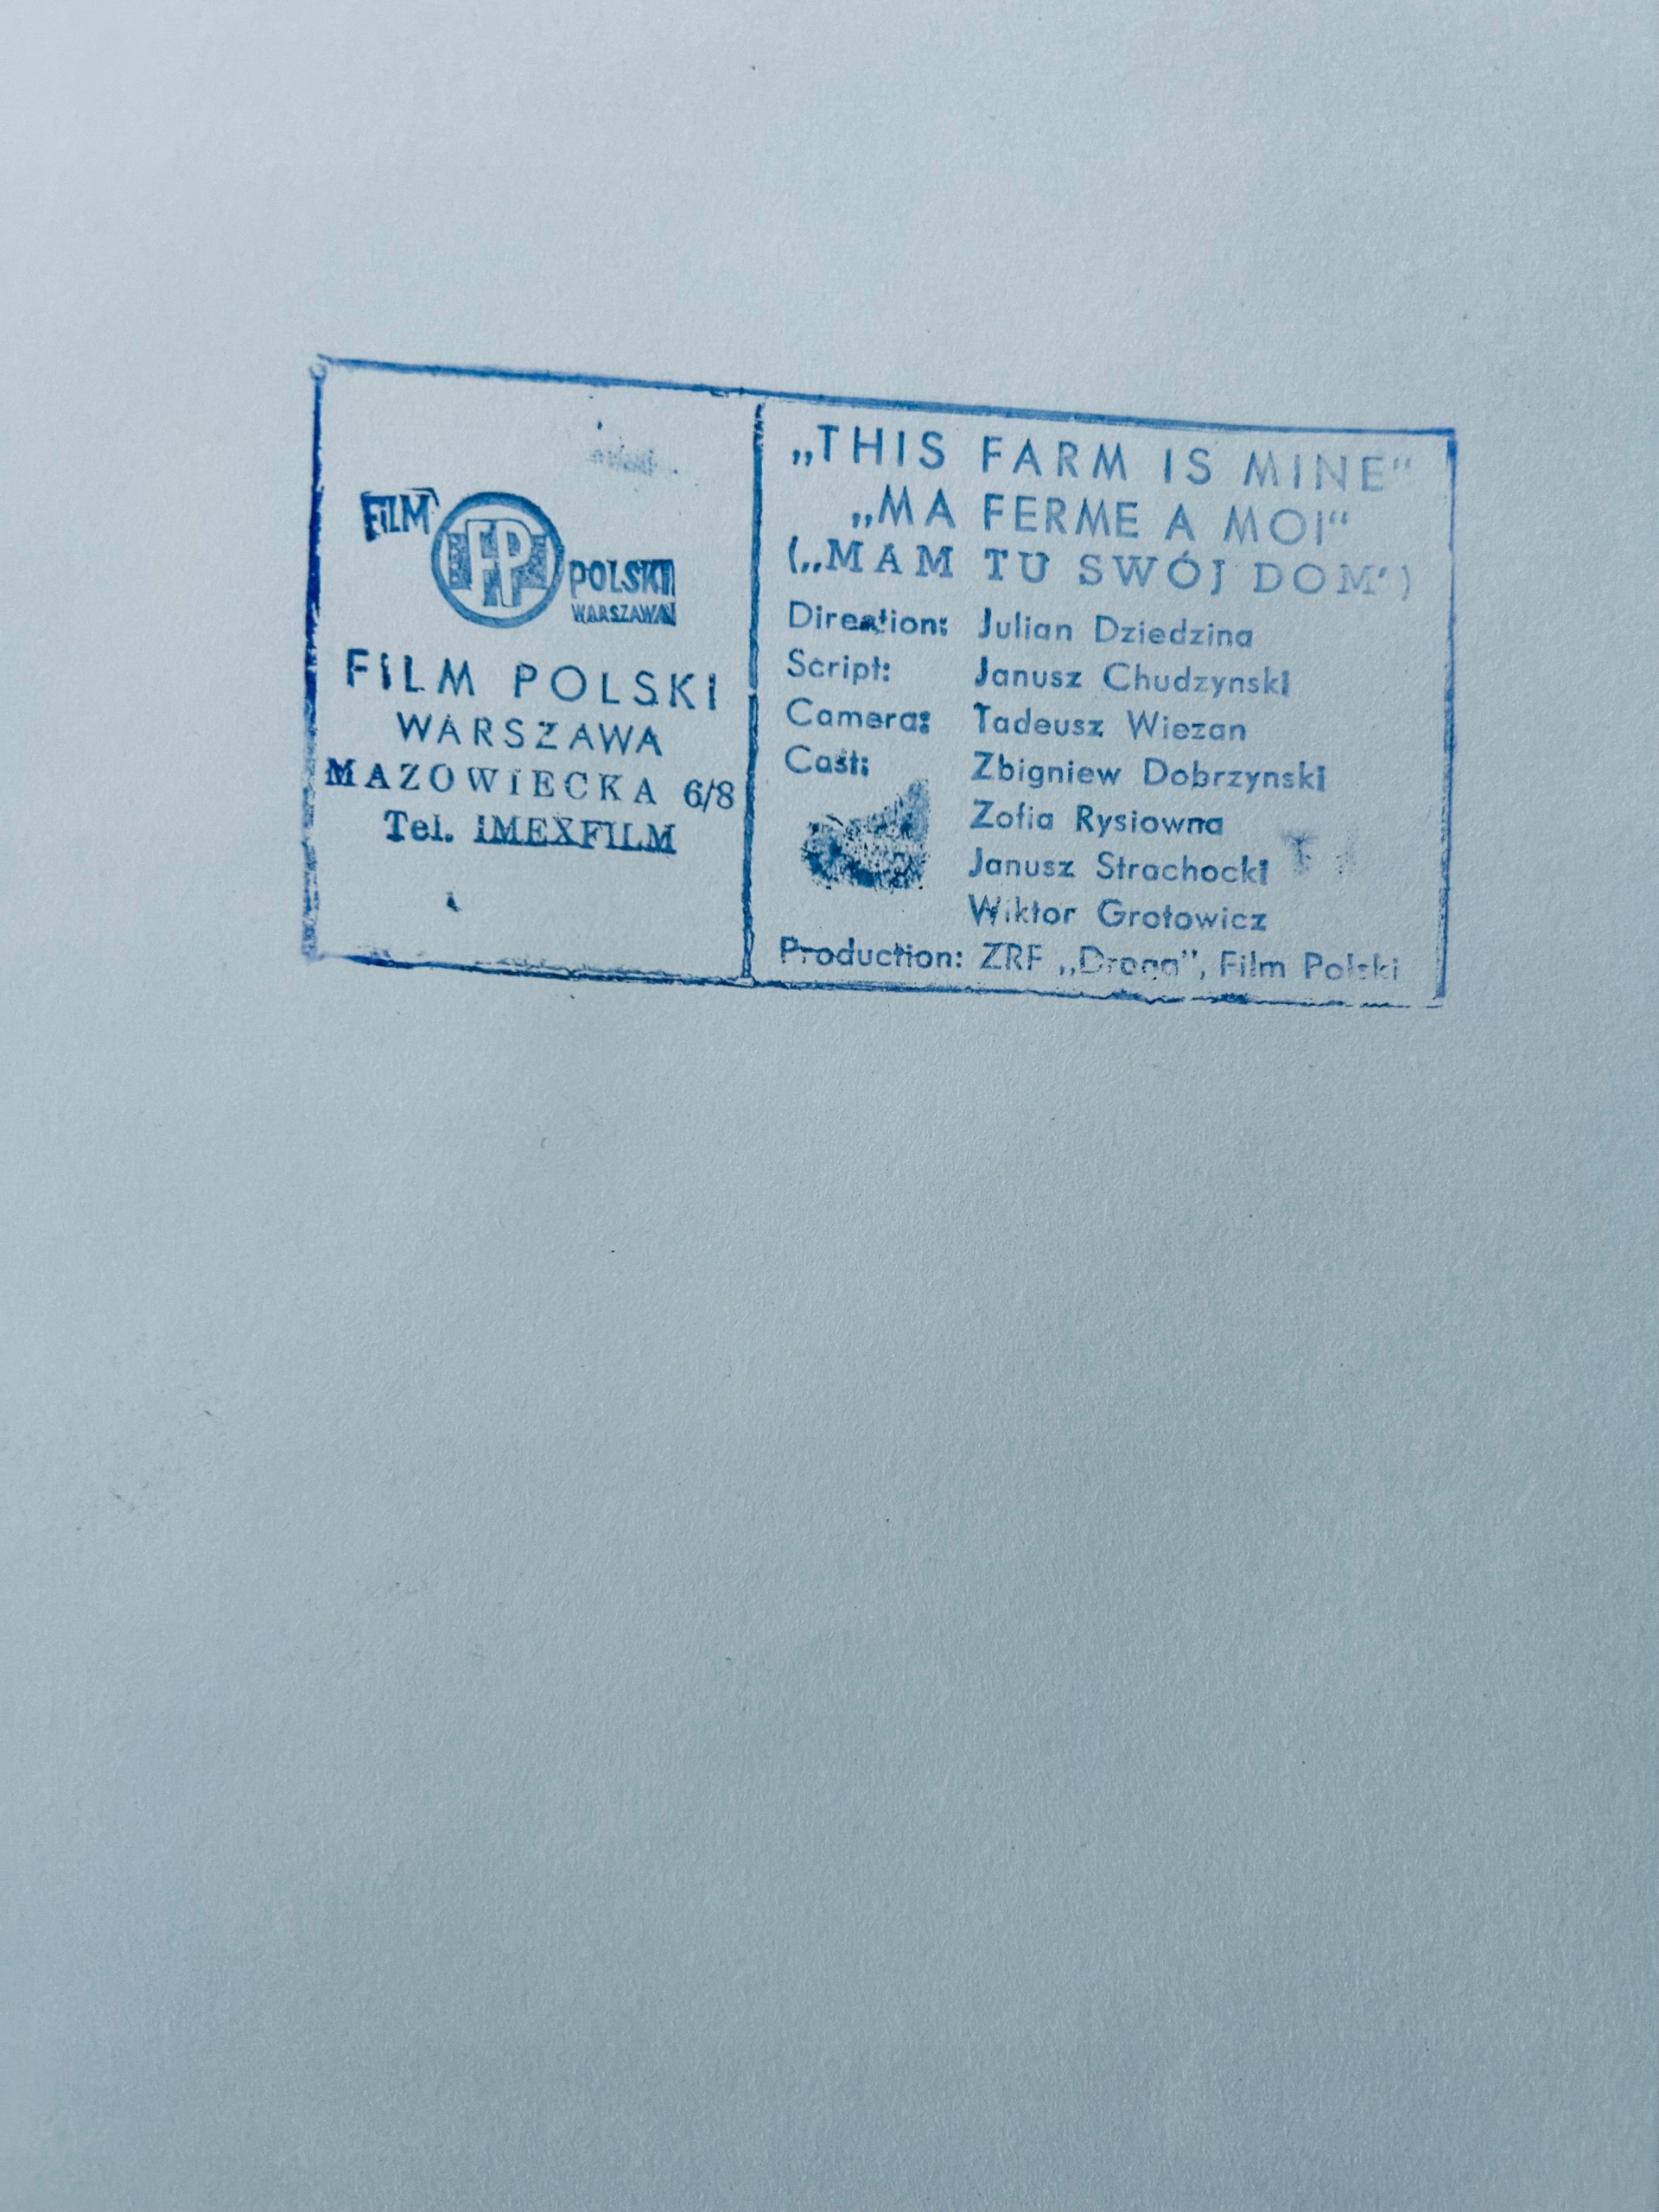 FILM
FP
POLSKI
WARSZAWA
FILM POLSKI
WARSZAWA
MAZOWIECKA 6/8
Tel. IMEXFILM
„THIS FARM IS MINE“
„MA FERME A MOI“
(„MAM TU SWÓJ DOM“)
Direction: Julian Dziedzina
Script: Janusz Chudzynski
Camera: Tadeusz Wiezan
Cast: Zbigniew Dobrzynski
Zofia Rysiowna
Janusz Strachocki
Wiktor Grotowicz
Production: ZRF „Droga”, Film Polski